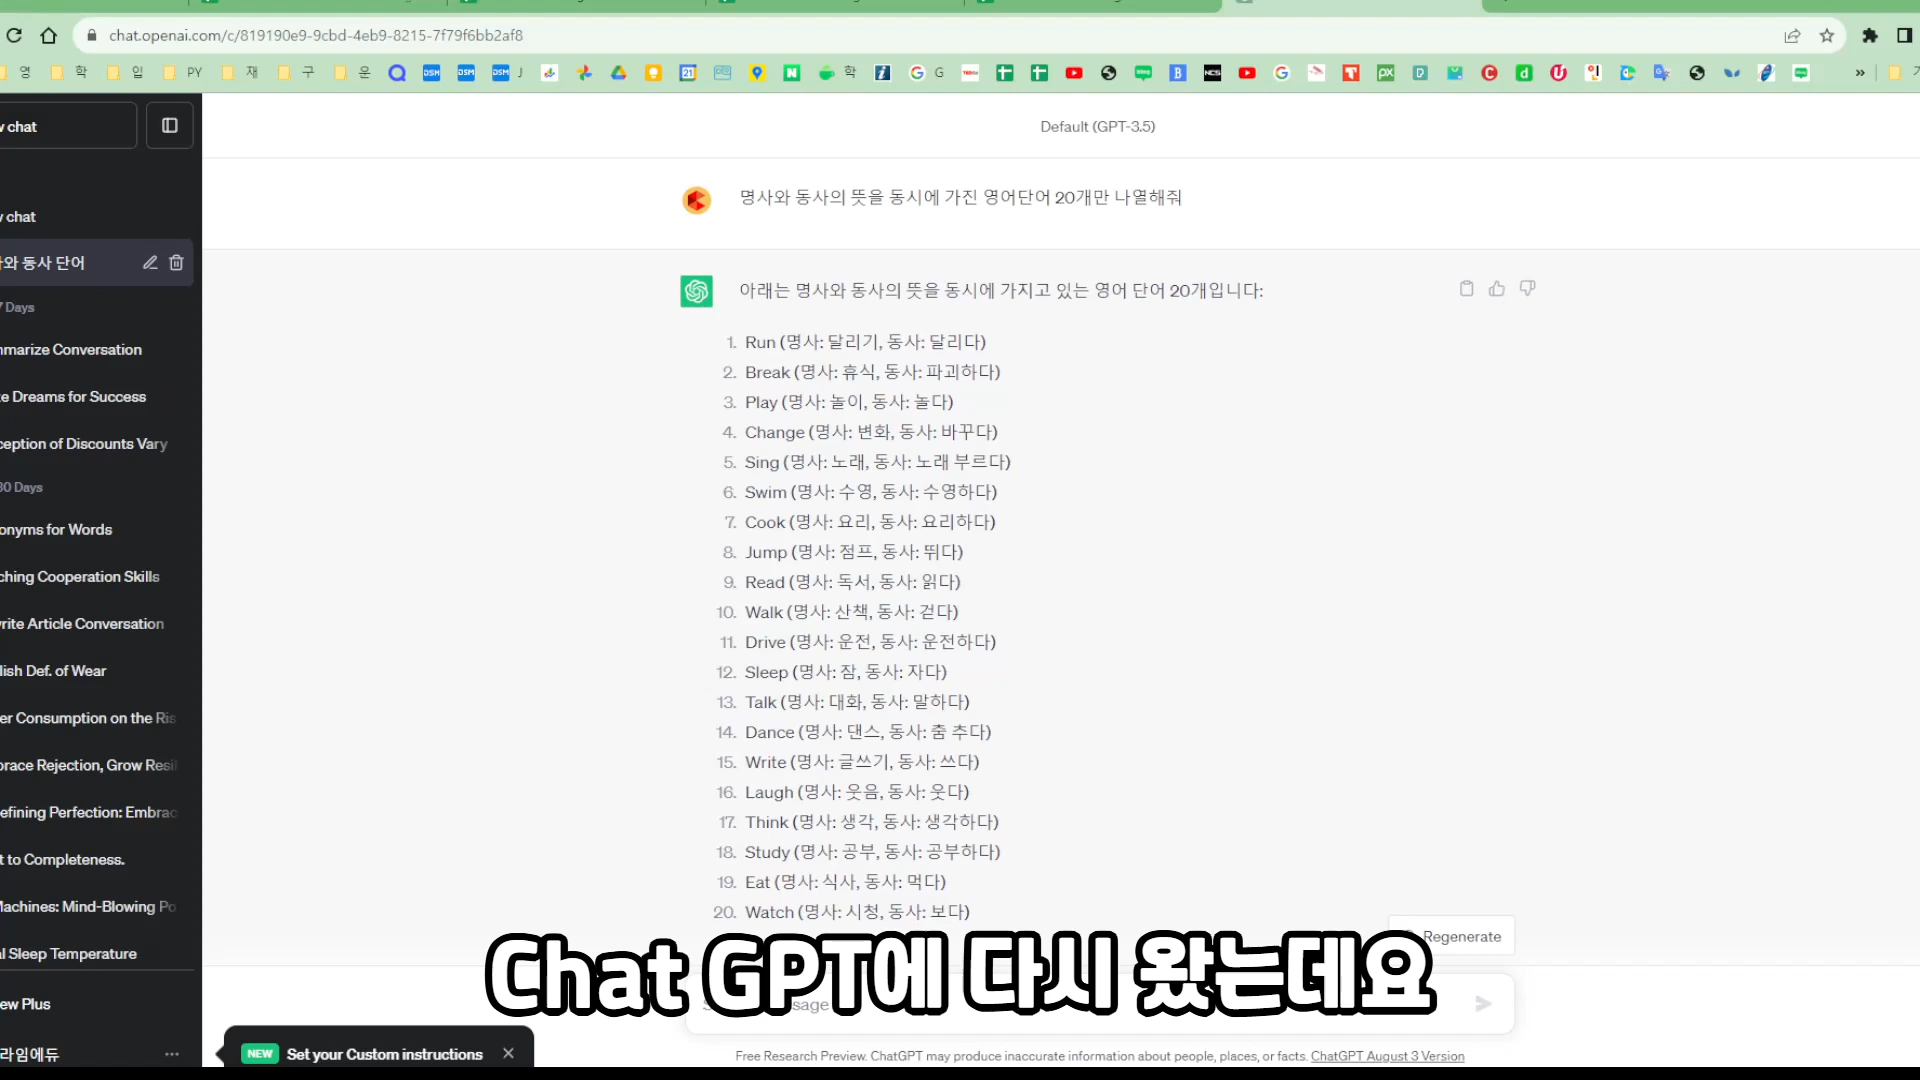 chat.openai.com/c/819190e9-9cbd-4eb9-8215-7f79f6bb2af8
영 학 입 PY 재 구 운 J 학 G
chat
Default (GPT-3.5)
명사와 동사의 뜻을 동시에 가진 영어단어 20개만 나열해줘
chat
와 동사 단어
7 Days
아래는 명사와 동사의 뜻을 동시에 가지고 있는 영어 단어 20개입니다:
1. Run (명사: 달리기, 동사: 달리다)
2. Break (명사: 휴식, 동사: 파괴하다)
3. Play (명사: 놀이, 동사: 놀다)
4. Change (명사: 변화, 동사: 바꾸다)
5. Sing (명사: 노래, 동사: 노래 부르다)
6. Swim (명사: 수영, 동사: 수영하다)
7. Cook (명사: 요리, 동사: 요리하다)
8. Jump (명사: 점프, 동사: 뛰다)
9. Read (명사: 독서, 동사: 읽다)
10. Walk (명사: 산책, 동사: 걷다)
11. Drive (명사: 운전, 동사: 운전하다)
12. Sleep (명사: 잠, 동사: 자다)
13. Talk (명사: 대화, 동사: 말하다)
14. Dance (명사: 댄스, 동사: 춤 추다)
15. Write (명사: 글쓰기, 동사: 쓰다)
16. Laugh (명사: 웃음, 동사: 웃다)
17. Think (명사: 생각, 동사: 생각하다)
18. Study (명사: 공부, 동사: 공부하다)
19. Eat (명사: 식사, 동사: 먹다)
20. Watch (명사: 시청, 동사: 보다)
nmarize Conversation
e Dreams for Success
ception of Discounts Vary
30 Days
onyms for Words
ching Cooperation Skills
rite Article Conversation
lish Def. of Wear
er Consumption on the Ris
brace Rejection, Grow Resil
efining Perfection: Embrac
t to Completeness.
Machines: Mind-Blowing Po
l Sleep Temperature
ew Plus
라임에듀
Regenerate
Chat GPT에 다시 왔는데요
NEW Set your Custom instructions
Free Research Preview. ChatGPT may produce inaccurate information about people, places, or facts. ChatGPT August 3 Version